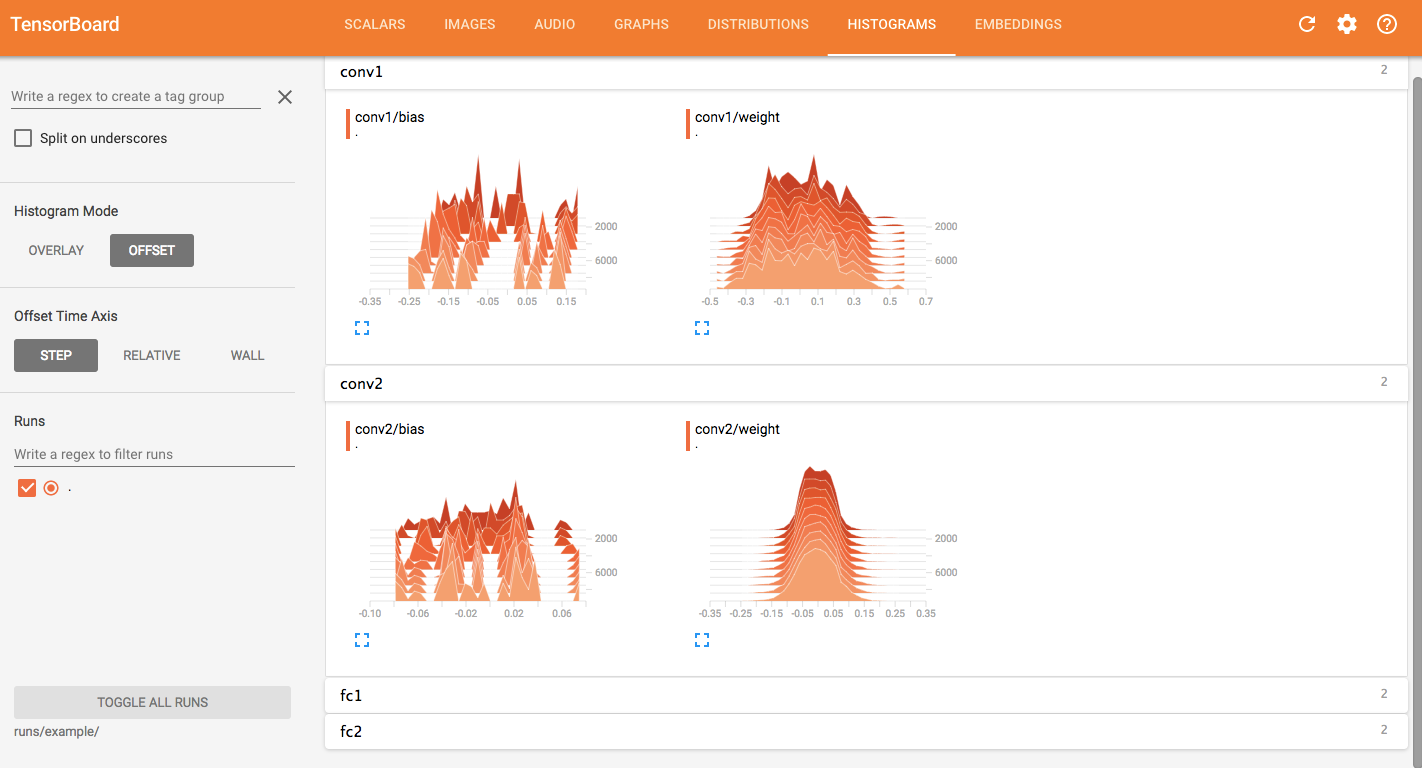 TensorBoard
SCALARS IMAGES AUDIO GRAPHS DISTRIBUTIONS HISTOGRAMS EMBEDDINGS
Write a regex to create a tag group
Split on underscores
Histogram Mode
OVERLAY OFFSET
Offset Time Axis
STEP RELATIVE WALL
Runs
Write a regex to filter runs
.
TOGGLE ALL RUNS
runs/example/
conv1 2
conv1/bias
.
2000
6000
-0.35 -0.25 -0.15 -0.05 0.05 0.15
conv1/weight
.
2000
6000
-0.5 -0.3 -0.1 0.1 0.3 0.5 0.7
conv2 2
conv2/bias
.
2000
6000
-0.10 -0.06 -0.02 0.02 0.06
conv2/weight
.
2000
6000
-0.35 -0.25 -0.15 -0.05 0.05 0.15 0.25 0.35
fc1 2
fc2 2